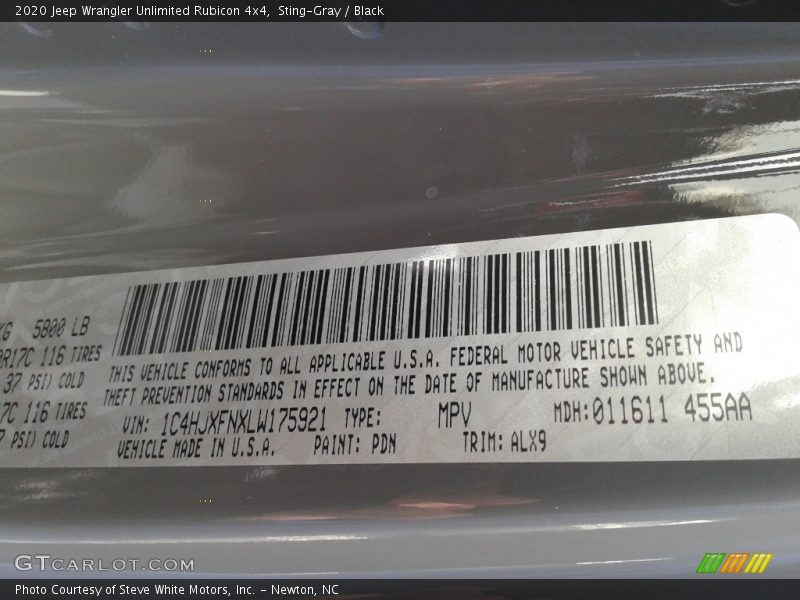 2020 Jeep Wrangler Unlimited Rubicon 4x4, Sting-Gray / Black
KG 5800 LB
R17C 116 TIRES
37 PSI) COLD
7C 116 TIRES
PSI) COLD
THIS VEHICLE CONFORMS TO ALL APPLICABLE U.S.A. FEDERAL MOTOR VEHICLE SAFETY AND
THEFT PREVENTION STANDARDS IN EFFECT ON THE DATE OF MANUFACTURE SHOWN ABOVE.
VIN: 1C4HJXFNXLW175921 TYPE: MPV MDH:011611 455AA
VEHICLE MADE IN U.S.A. PAINT: PDN TRIM: ALX9
GTCARLOT.COM
Photo Courtesy of Steve White Motors, Inc. - Newton, NC